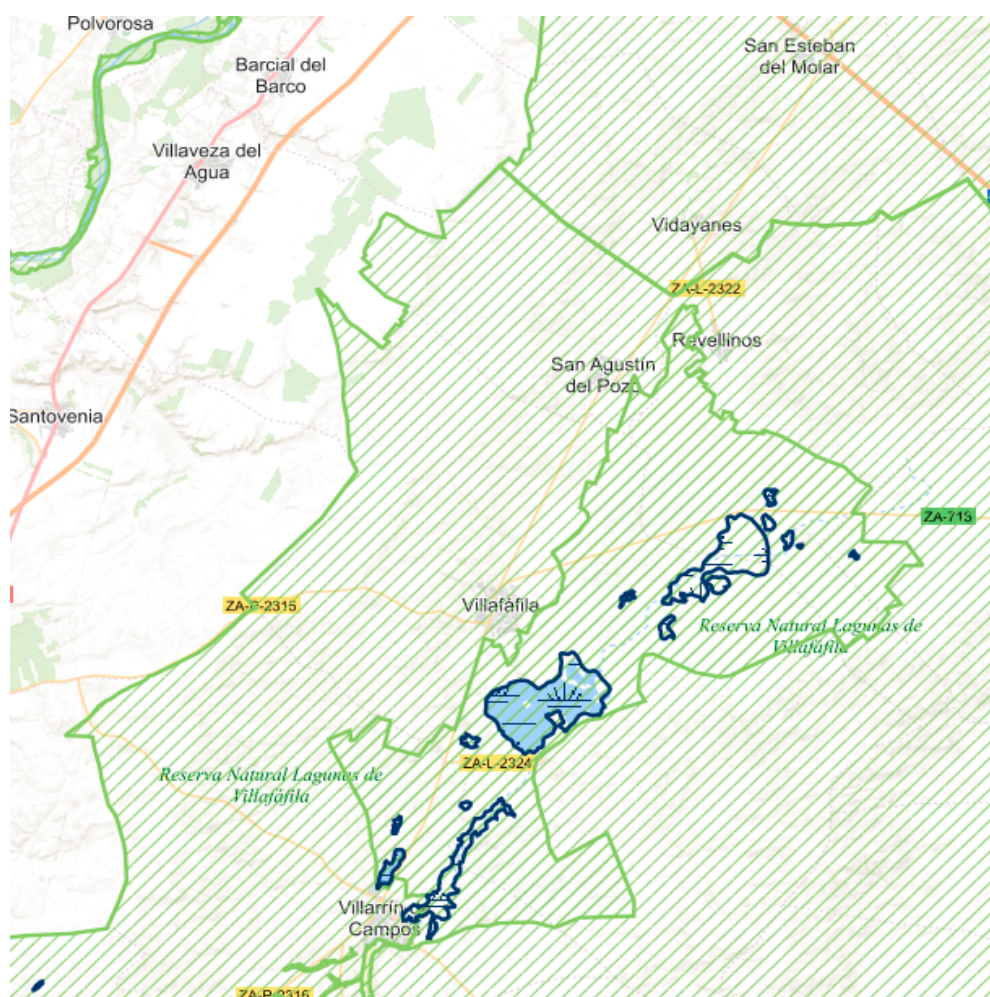 Polvorosa
San Esteban
del Molar
Barcial del
Barco
Villaveza del
Agua
Vidayanes
ZA-L-2322
Revellinos
San Agustín
del Pozo
Santovenia
ZA-715
ZA-P-2315
Villafáfila
Reserva Natural Lagunas de
Villafáfila
ZA-L-2324
Reserva Natural Lagunas de
Villafáfila
Villarrín
Campos
ZA-P-2316